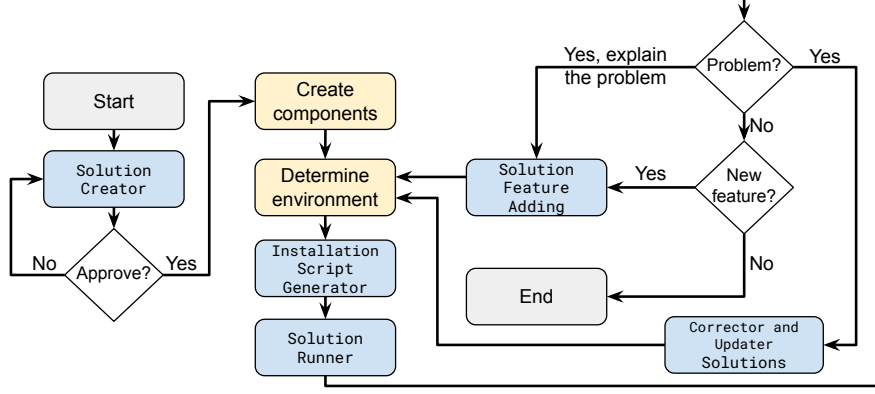 Start
Solution
Creator
Approve?
No
Yes
Create
components
Determine
environment
Installation
Script
Generator
Solution
Runner
Problem?
Yes, explain
the problem
Yes
No
New
feature?
Yes
No
Solution
Feature
Adding
End
Corrector and
Updater
Solutions